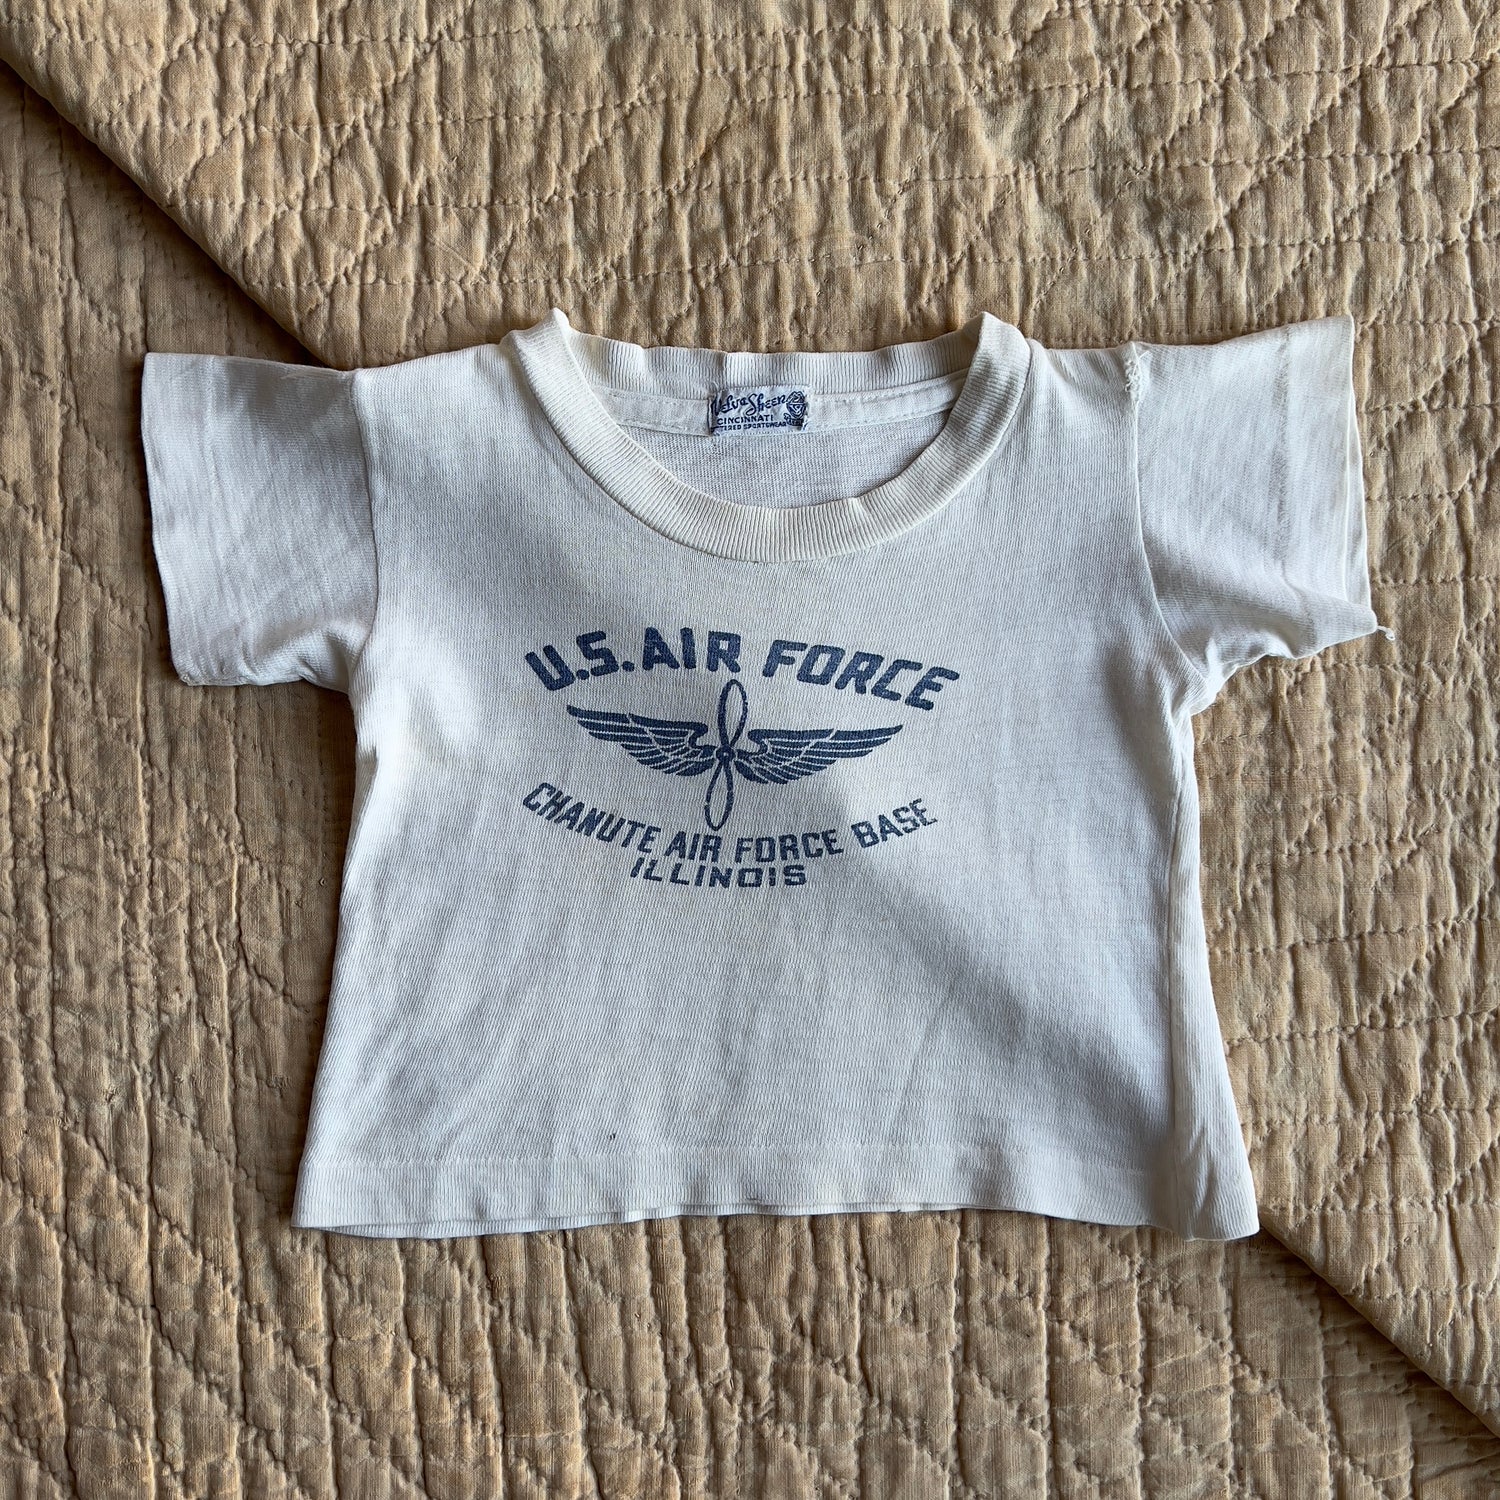 Velva Sheen
CINCINNATI
U.S. AIR FORCE
CHANUTE AIR FORCE BASE
ILLINOIS